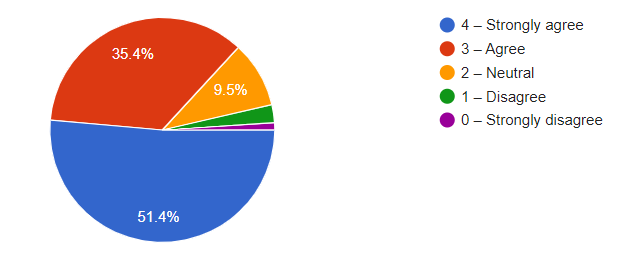 35.4%
9.5%
51.4%
4 – Strongly agree
3 – Agree
2 – Neutral
1 – Disagree
0 – Strongly disagree